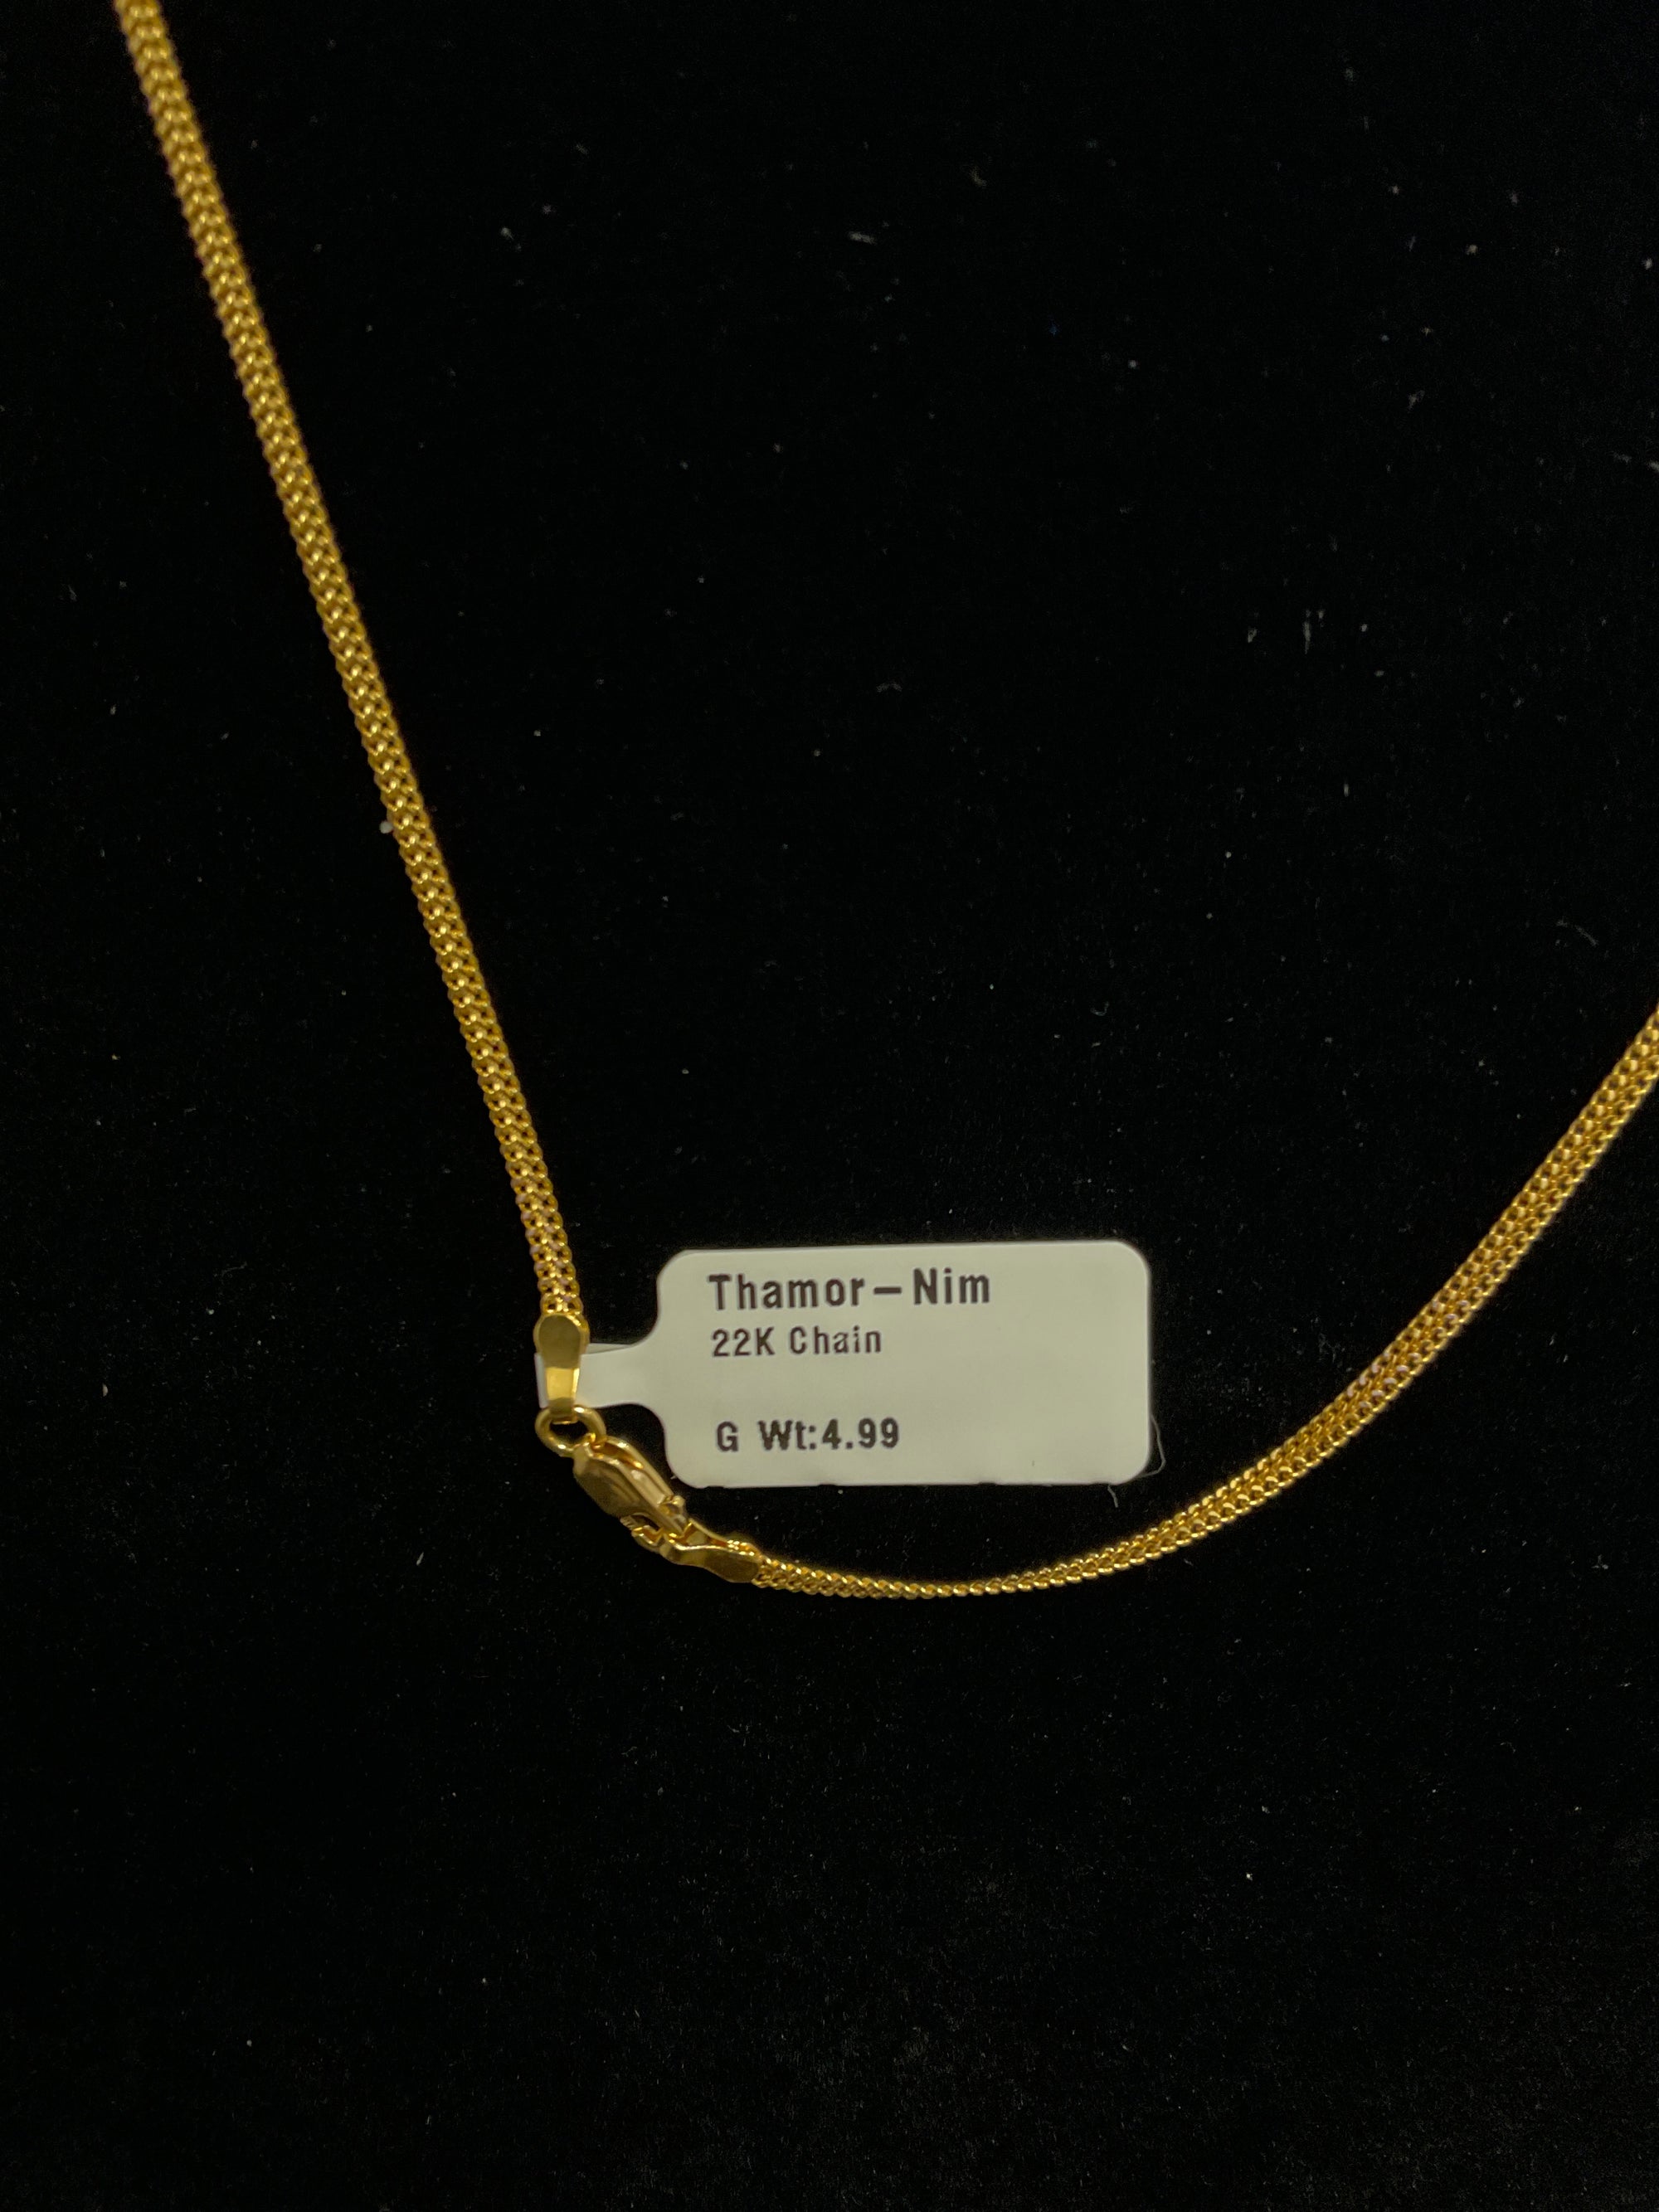 Thamor-Nim
22K Chain
G Wt:4.99